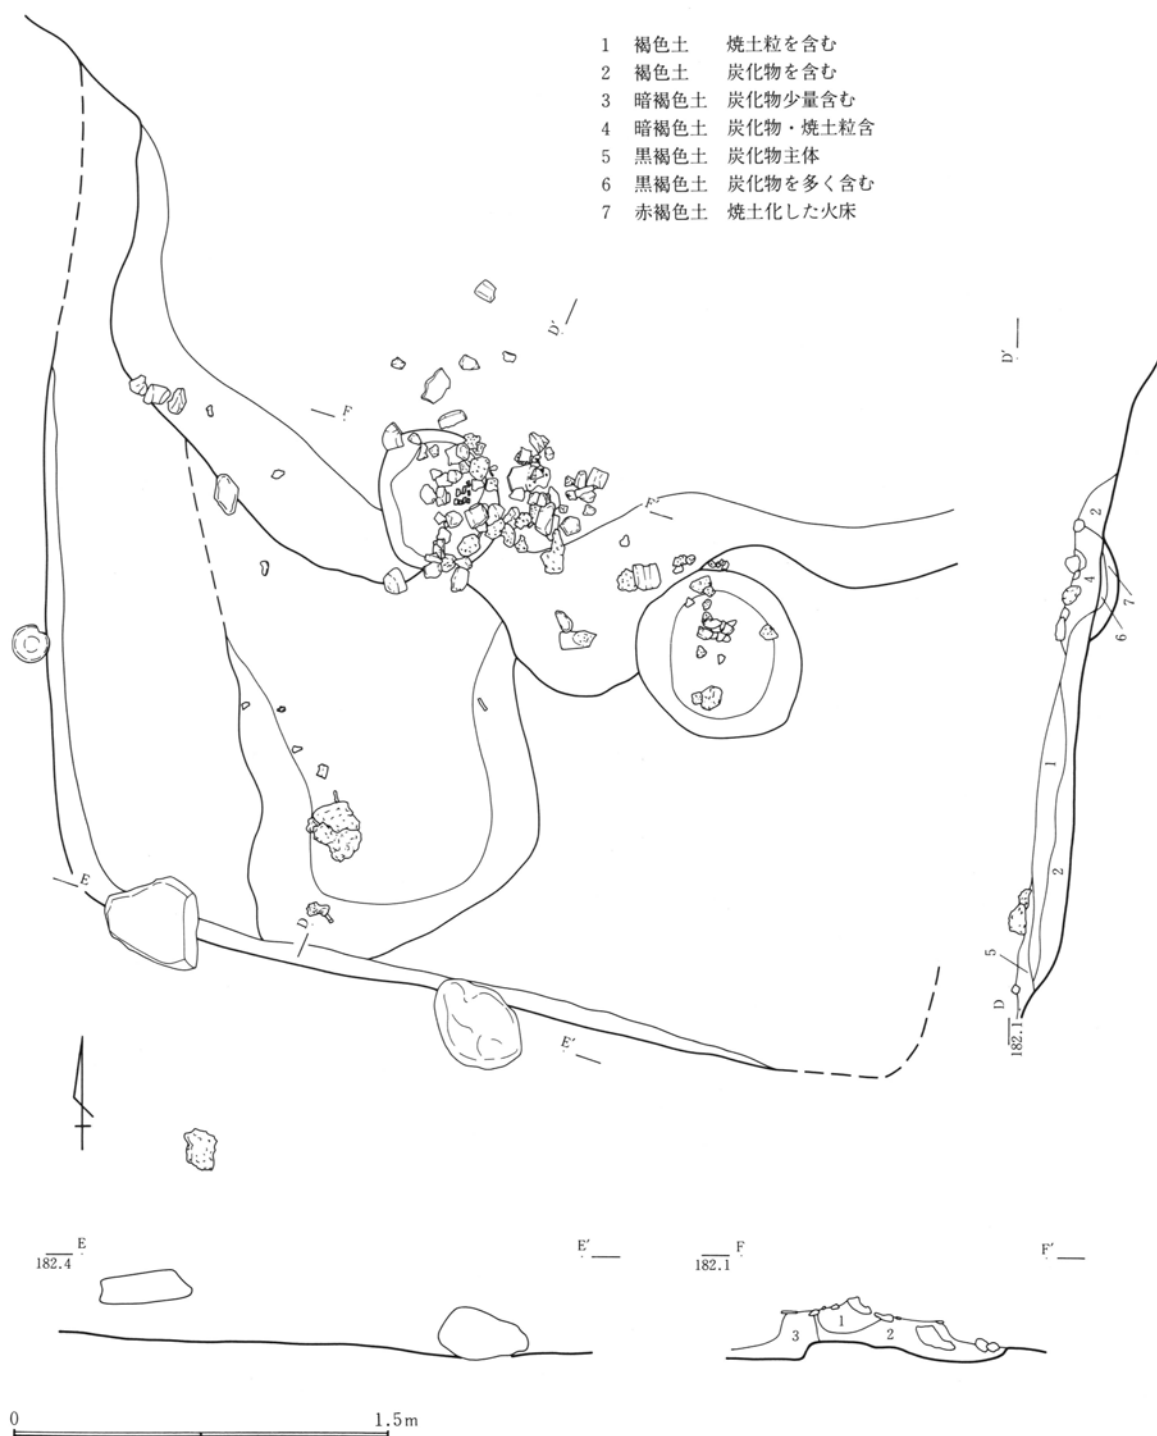 1 褐色土 焼土粒を含む
2 褐色土 炭化物を含む
3 暗褐色土 炭化物少量含む
4 暗褐色土 炭化物・焼土粒含
5 黒褐色土 炭化物主体
6 黒褐色土 炭化物を多く含む
7 赤褐色土 焼土化した火床
D′
D′
F
F′
2
4
7
6
1
2
E
D
5
D
182.1
E′
E
182.4
E′
F
182.1
F′
1
3
2
0
1.5m